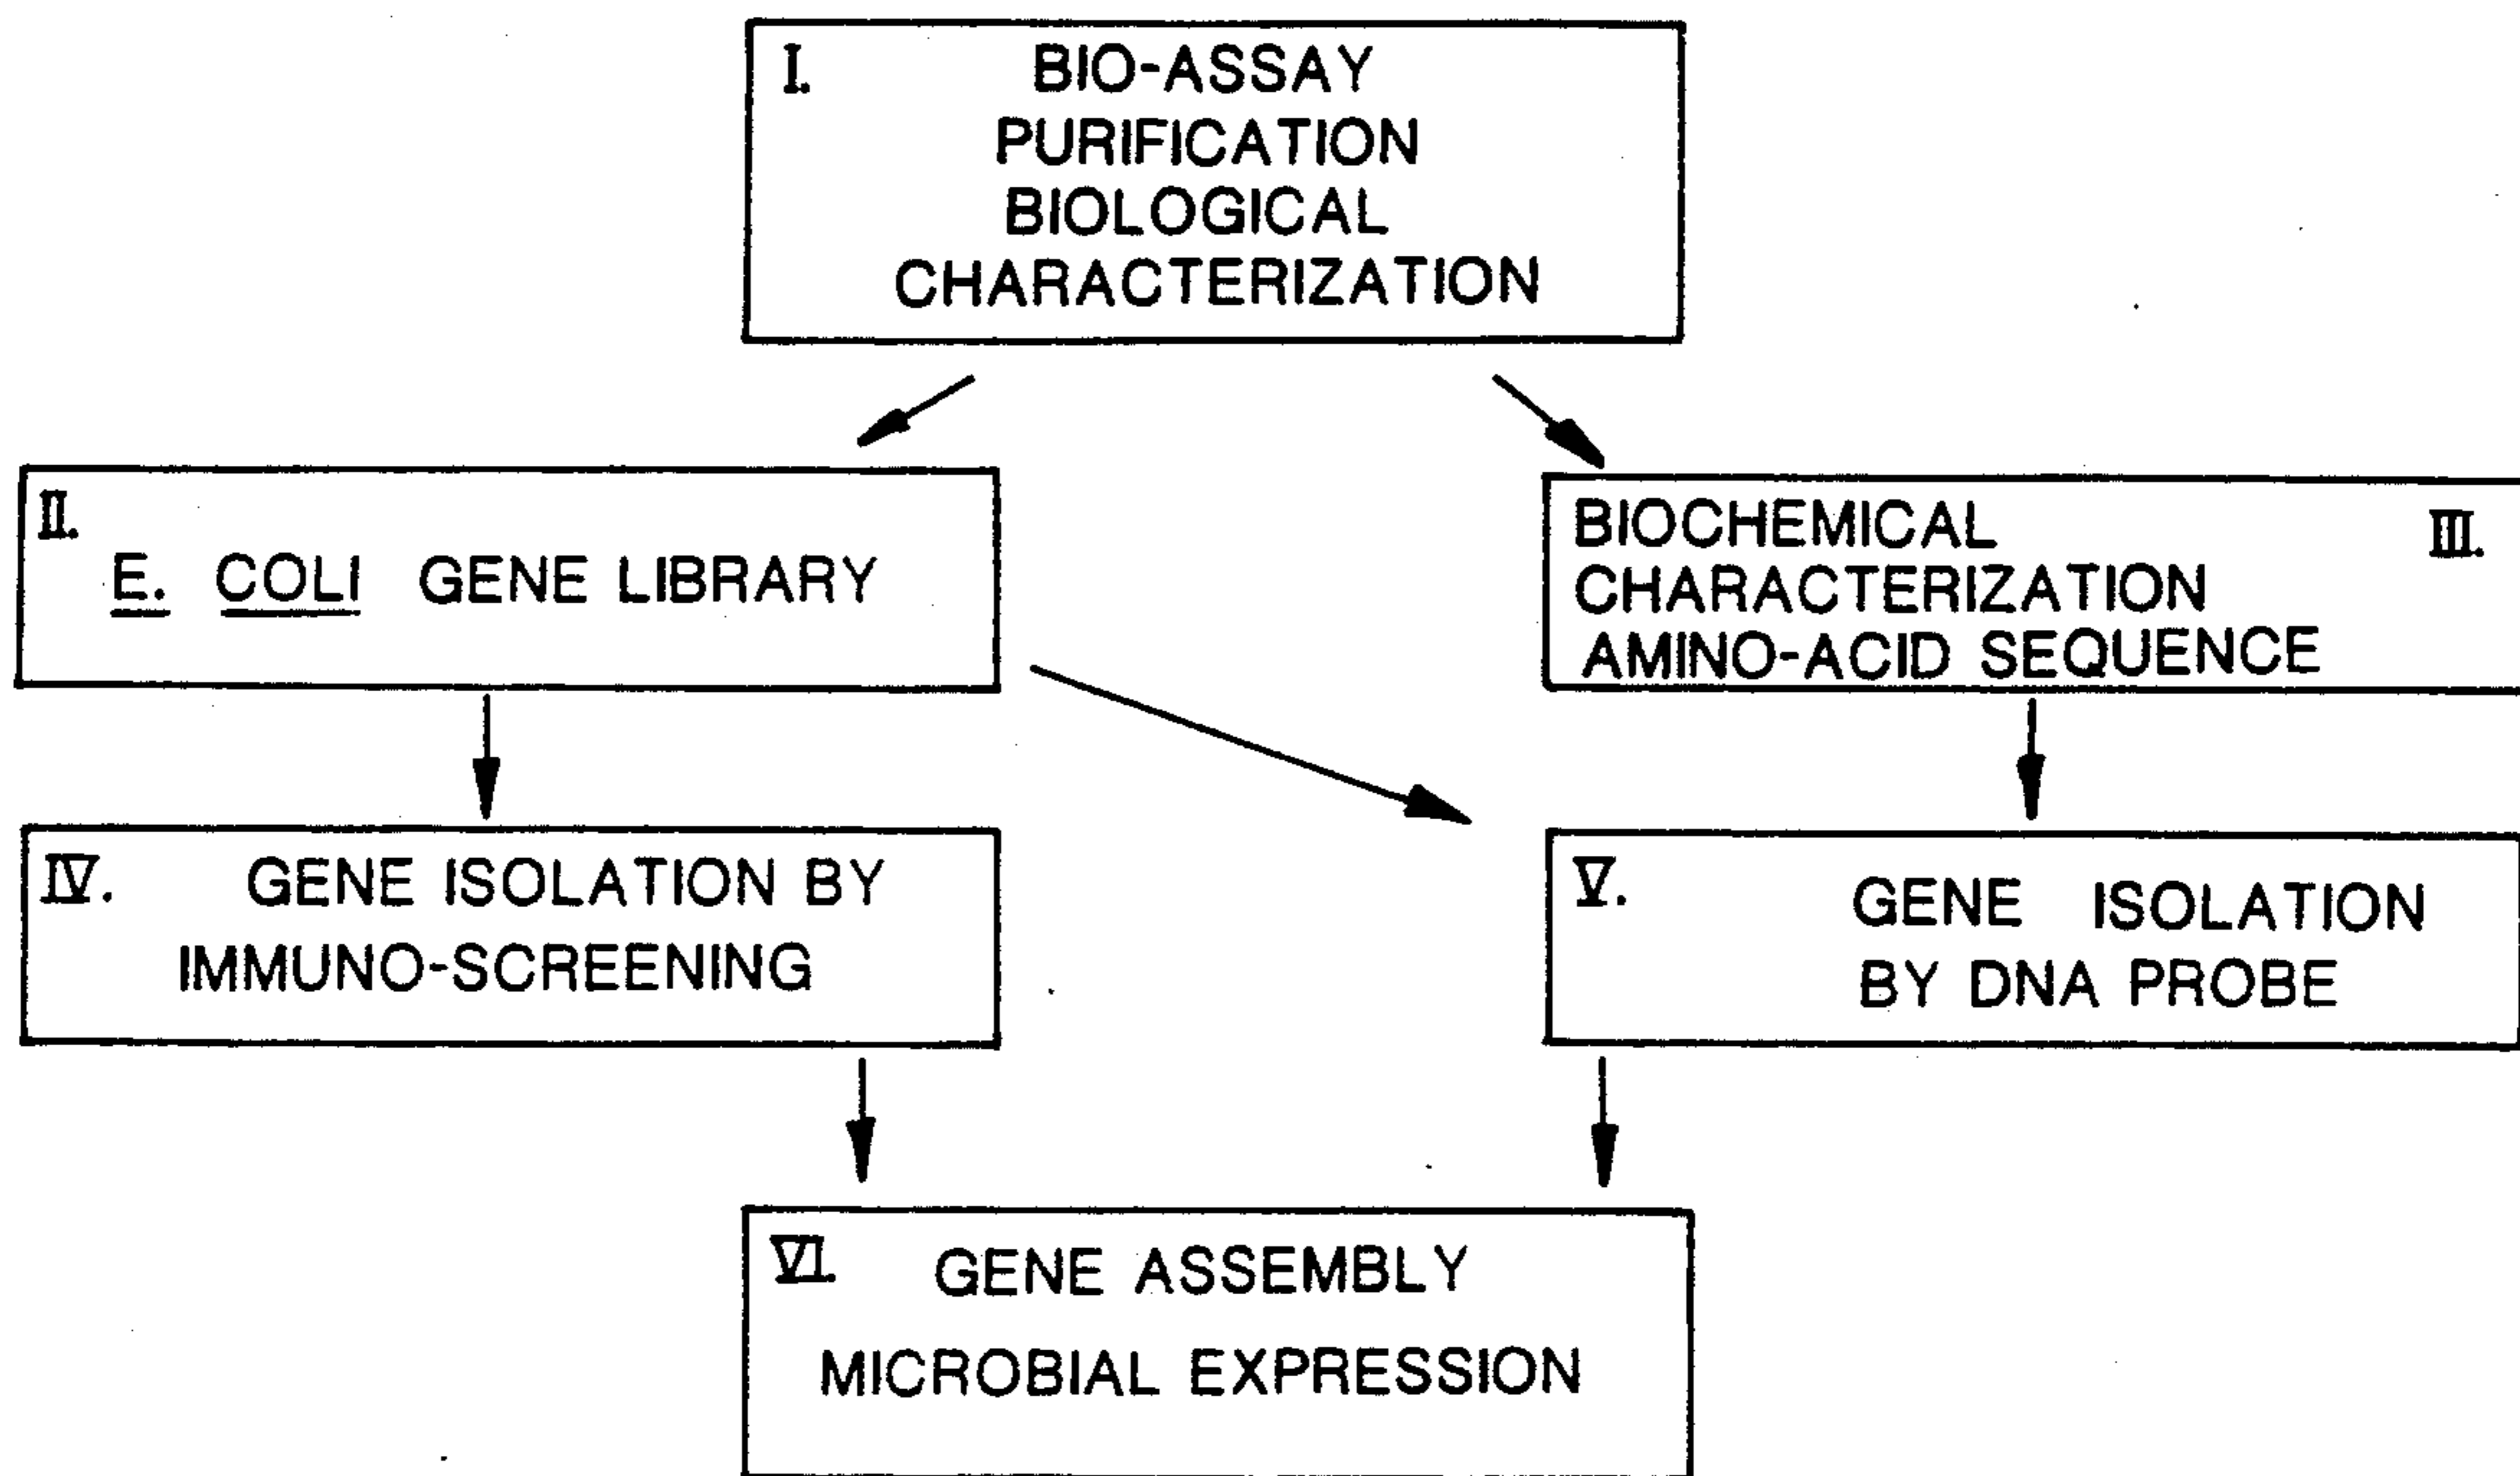 I. BIO-ASSAY
PURIFICATION
BIOLOGICAL
CHARACTERIZATION
II.
E. COLI GENE LIBRARY
BIOCHEMICAL III.
CHARACTERIZATION
AMINO-ACID SEQUENCE
IV. GENE ISOLATION BY
IMMUNO-SCREENING
V. GENE ISOLATION
BY DNA PROBE
VI. GENE ASSEMBLY
MICROBIAL EXPRESSION